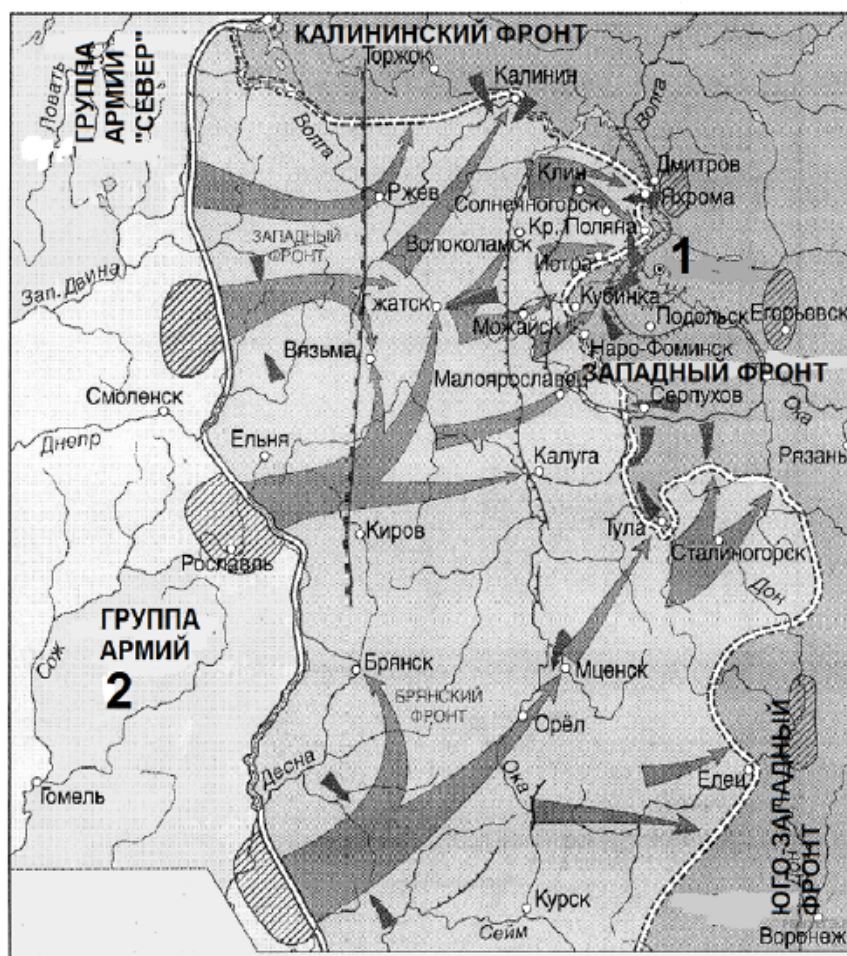 КАЛИНИНСКИЙ ФРОНТ
Торжок
Калинин
ГРУППА
АРМИЙ
"СЕВЕР"
Ловать
Волга
Волга
Дмитров
Клин
Яхрома
Ржев
Солнечногорск
Кр. Поляна
ЗАПАДНЫЙ
ФРОНТ
Волоколамск
Истра
1
Зап. Двина
Гжатск
Кубинка
Можайск
Подольск
Егорьевск
Вязьма
Наро-Фоминск
Малоярославец
ЗАПАДНЫЙ ФРОНТ
Смоленск
Серпухов
Ока
Днепр
Ельня
Калуга
Рязань
Киров
Тула
Рославль
Сталиногорск
Дон
ГРУППА
АРМИЙ
2
Сож
Брянск
Мценск
БРЯНСКИЙ
ФРОНТ
Орёл
Десна
Ока
Елец
Гомель
ЮГО-ЗАПАДНЫЙ
ФРОНТ
Дон
Курск
Сейм
Воронеж